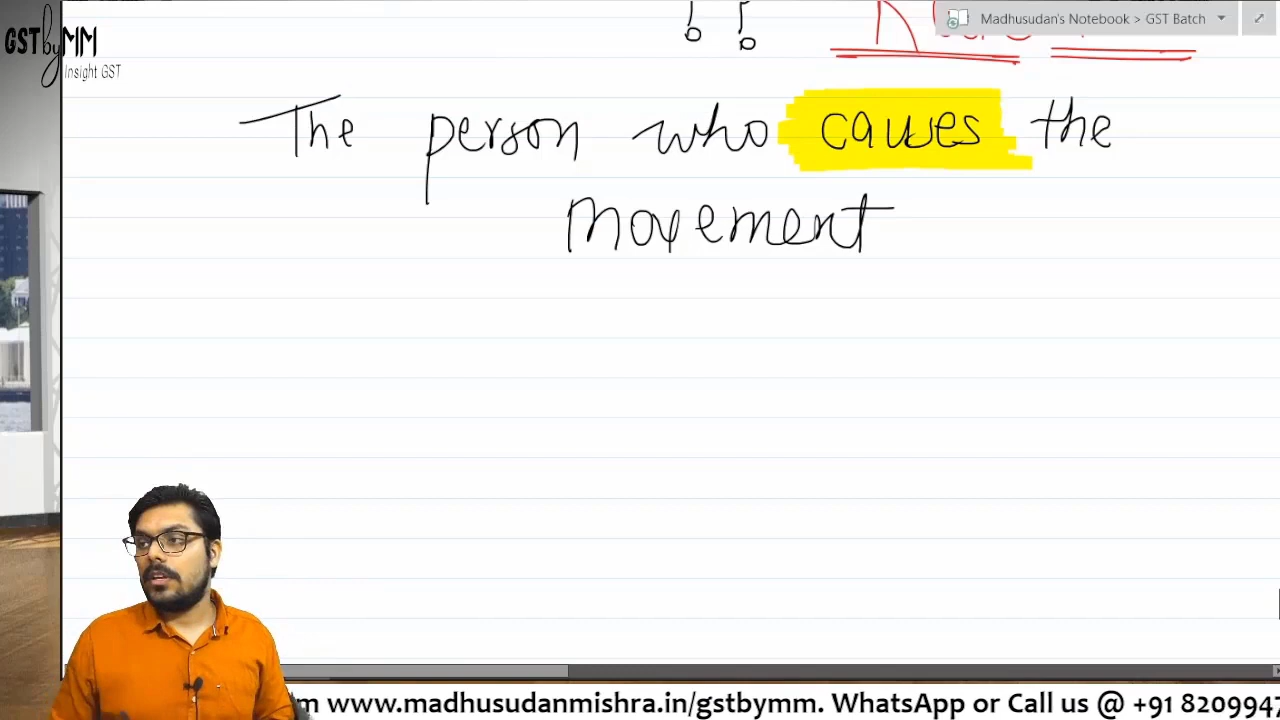 GST by MM
Insight GST
Madhusudan's Notebook > GST Batch
The person who causes the
movement
m www.madhusudanmishra.in/gstbymm. WhatsApp or Call us @ +91 820994